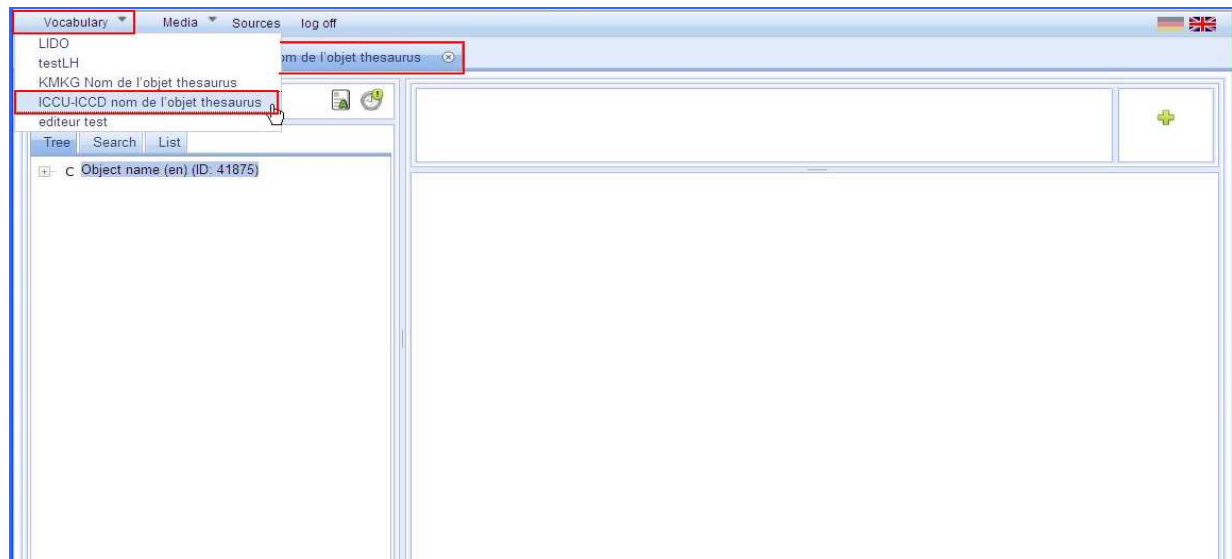 Vocabulary Media Sources log off
LIDO
testLH
KMKG Nom de l'objet thesaurus
ICCU-ICCD nom de l'objet thesaurus
editeur test
de l'objet thesaurus
Tree Search List
C Object name (en) (ID: 41875)